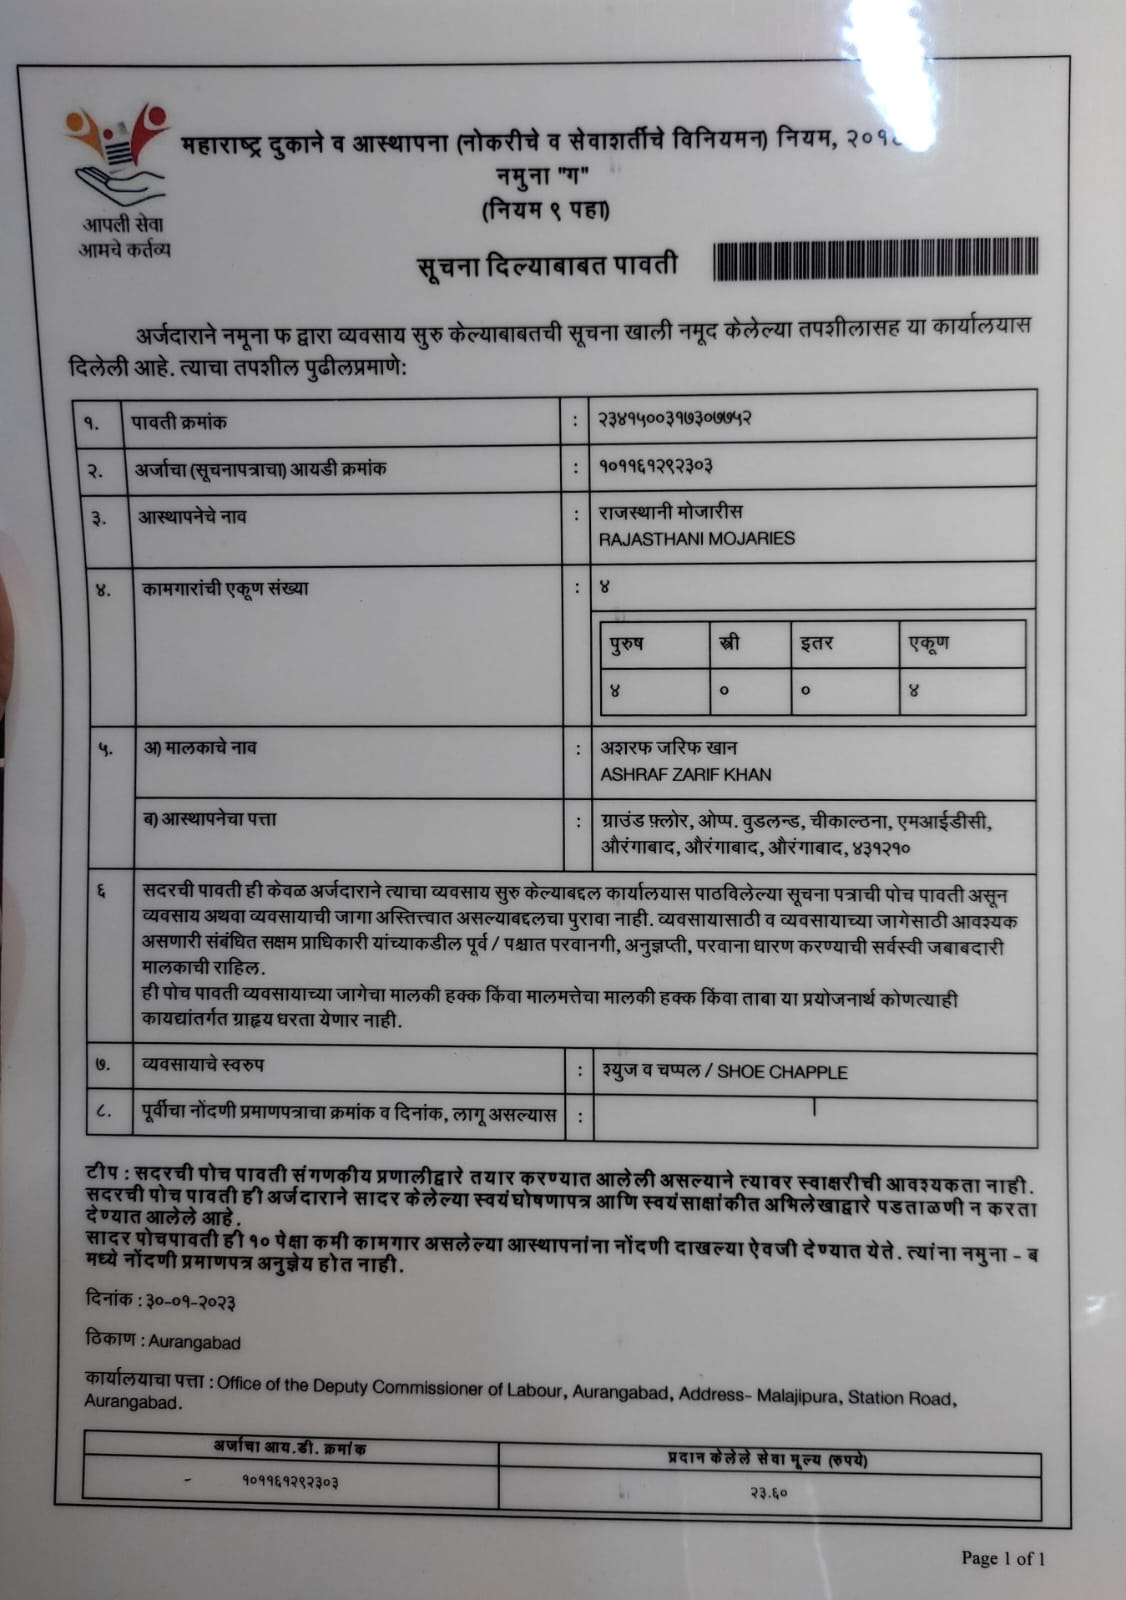 महाराष्ट्र दुकाने व आस्थापना (नोकरीचे व सेवाशर्तीचे विनियमन) नियम,
नमुना "ग"
(नियम ९ पहा)
आपली सेवा
आमचे कर्तव्य
सूचना दिल्याबाबत पावती
अर्जदाराने नमूना फ द्वारा व्यवसाय सुरु केल्याबाबतची सूचना खाली नमूद केलेल्या तपशीलासह या कार्यालयास
दिलेली आहे. त्याचा तपशील पुढीलप्रमाणे:
१. पावती क्रमांक : २३४१५००३१७३०७७५२
२. अर्जाचा (सूचनापत्राचा) आयडी क्रमांक : १०११६१२९२३०३
३. आस्थापनेचे नाव : राजस्थानी मोजारीस
RAJASTHANI MOJARIES
४. कामगारांची एकूण संख्या : ४
पुरुष स्त्री इतर एकूण
४ ० ० ४
५. अ) मालकाचे नाव : अशरफ जरिफ खान
ASHRAF ZARIF KHAN
ब) आस्थापनेचा पत्ता : ग्राउंड फ़्लोर, ओप्प. वुडलन्ड, चीकाल्ठना, एमआईडीसी,
औरंगाबाद, औरंगाबाद, औरंगाबाद, ४३१२१०
६ सदरची पावती ही केवळ अर्जदाराने त्याचा व्यवसाय सुरु केल्याबद्दल कार्यालयास पाठविलेल्या सूचना पत्राची पोच पावती असून
व्यवसाय अथवा व्यवसायाची जागा अस्तित्त्वात असल्याबद्दलचा पुरावा नाही. व्यवसायासाठी व व्यवसायाच्या जागेसाठी आवश्यक
असणारी संबंधित सक्षम प्राधिकारी यांच्याकडील पूर्व / पश्चात परवानगी, अनुज्ञप्ती, परवाना धारण करण्याची सर्वस्वी जबाबदारी
मालकाची राहिल.
ही पोच पावती व्यवसायाच्या जागेचा मालकी हक्क किंवा मालमत्तेचा मालकी हक्क किंवा ताबा या प्रयोजनार्थ कोणत्याही
कायद्यांतर्गत ग्राह्य धरता येणार नाही.
७. व्यवसायाचे स्वरुप : श्युज व चप्पल / SHOE CHAPPLE
८. पूर्वीचा नोंदणी प्रमाणपत्राचा क्रमांक व दिनांक, लागू असल्यास :
टीप : सदरची पोच पावती संगणकीय प्रणालीद्वारे तयार करण्यात आलेली असल्याने त्यावर स्वाक्षरीची आवश्यकता नाही.
सदरची पोच पावती ही अर्जदाराने सादर केलेल्या स्वयंघोषणापत्र आणि स्वयंसाक्षांकीत अभिलेखाद्वारे पडताळणी न करता
देण्यात आलेले आहे.
सादर पोचपावती ही १० पेक्षा कमी कामगार असलेल्या आस्थापनांना नोंदणी दाखल्या ऐवजी देण्यात येते. त्यांना नमुना - ब
मध्ये नोंदणी प्रमाणपत्र अनुज्ञेय होत नाही.
दिनांक : ३०-०१-२०२३
ठिकाण : Aurangabad
कार्यालयाचा पत्ता : Office of the Deputy Commissioner of Labour, Aurangabad, Address- Malajipura, Station Road,
Aurangabad.
अर्जाचा आय.डी. क्रमांक प्रदान केलेले सेवा मूल्य (रुपये)
१०११६१२९२३०३ २३.६०
Page 1 of 1